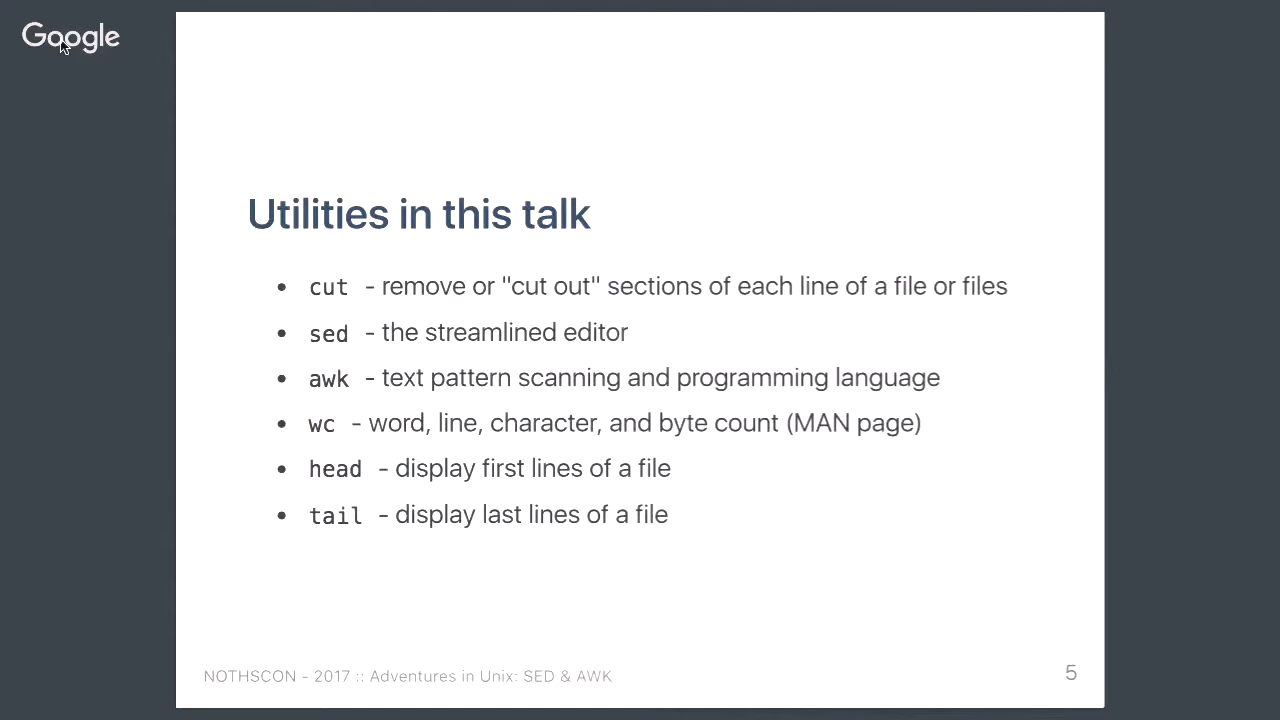 Google
Utilities in this talk
• cut - remove or "cut out" sections of each line of a file or files
• sed - the streamlined editor
• awk - text pattern scanning and programming language
• wc - word, line, character, and byte count (MAN page)
• head - display first lines of a file
• tail - display last lines of a file
NOTHSCON - 2017 :: Adventures in Unix: SED & AWK
5